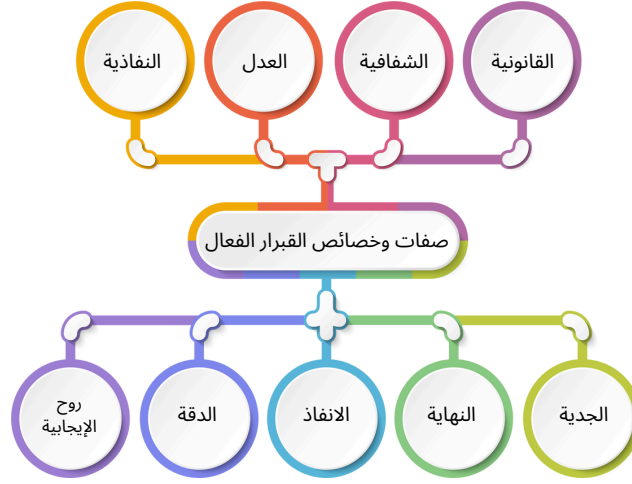 القانونية
الشفافية
العدل
النفاذية
صفات وخصائص القبرار الفعال
الجدية
النهاية
الانفاذ
الدقة
روح
الإيجابية